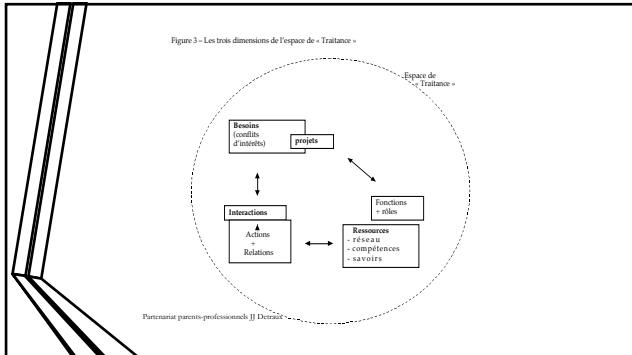 Figure 3 – Les trois dimensions de l'espace de « Traitance »
Espace de
« Traitance »
Besoins
(conflits
d'intérêts)
projets
Fonctions
+ rôles
Interactions
Actions
+
Relations
Ressources
- réseau
- compétences
- savoirs
Partenariat parents-professionnels JJ Detraux